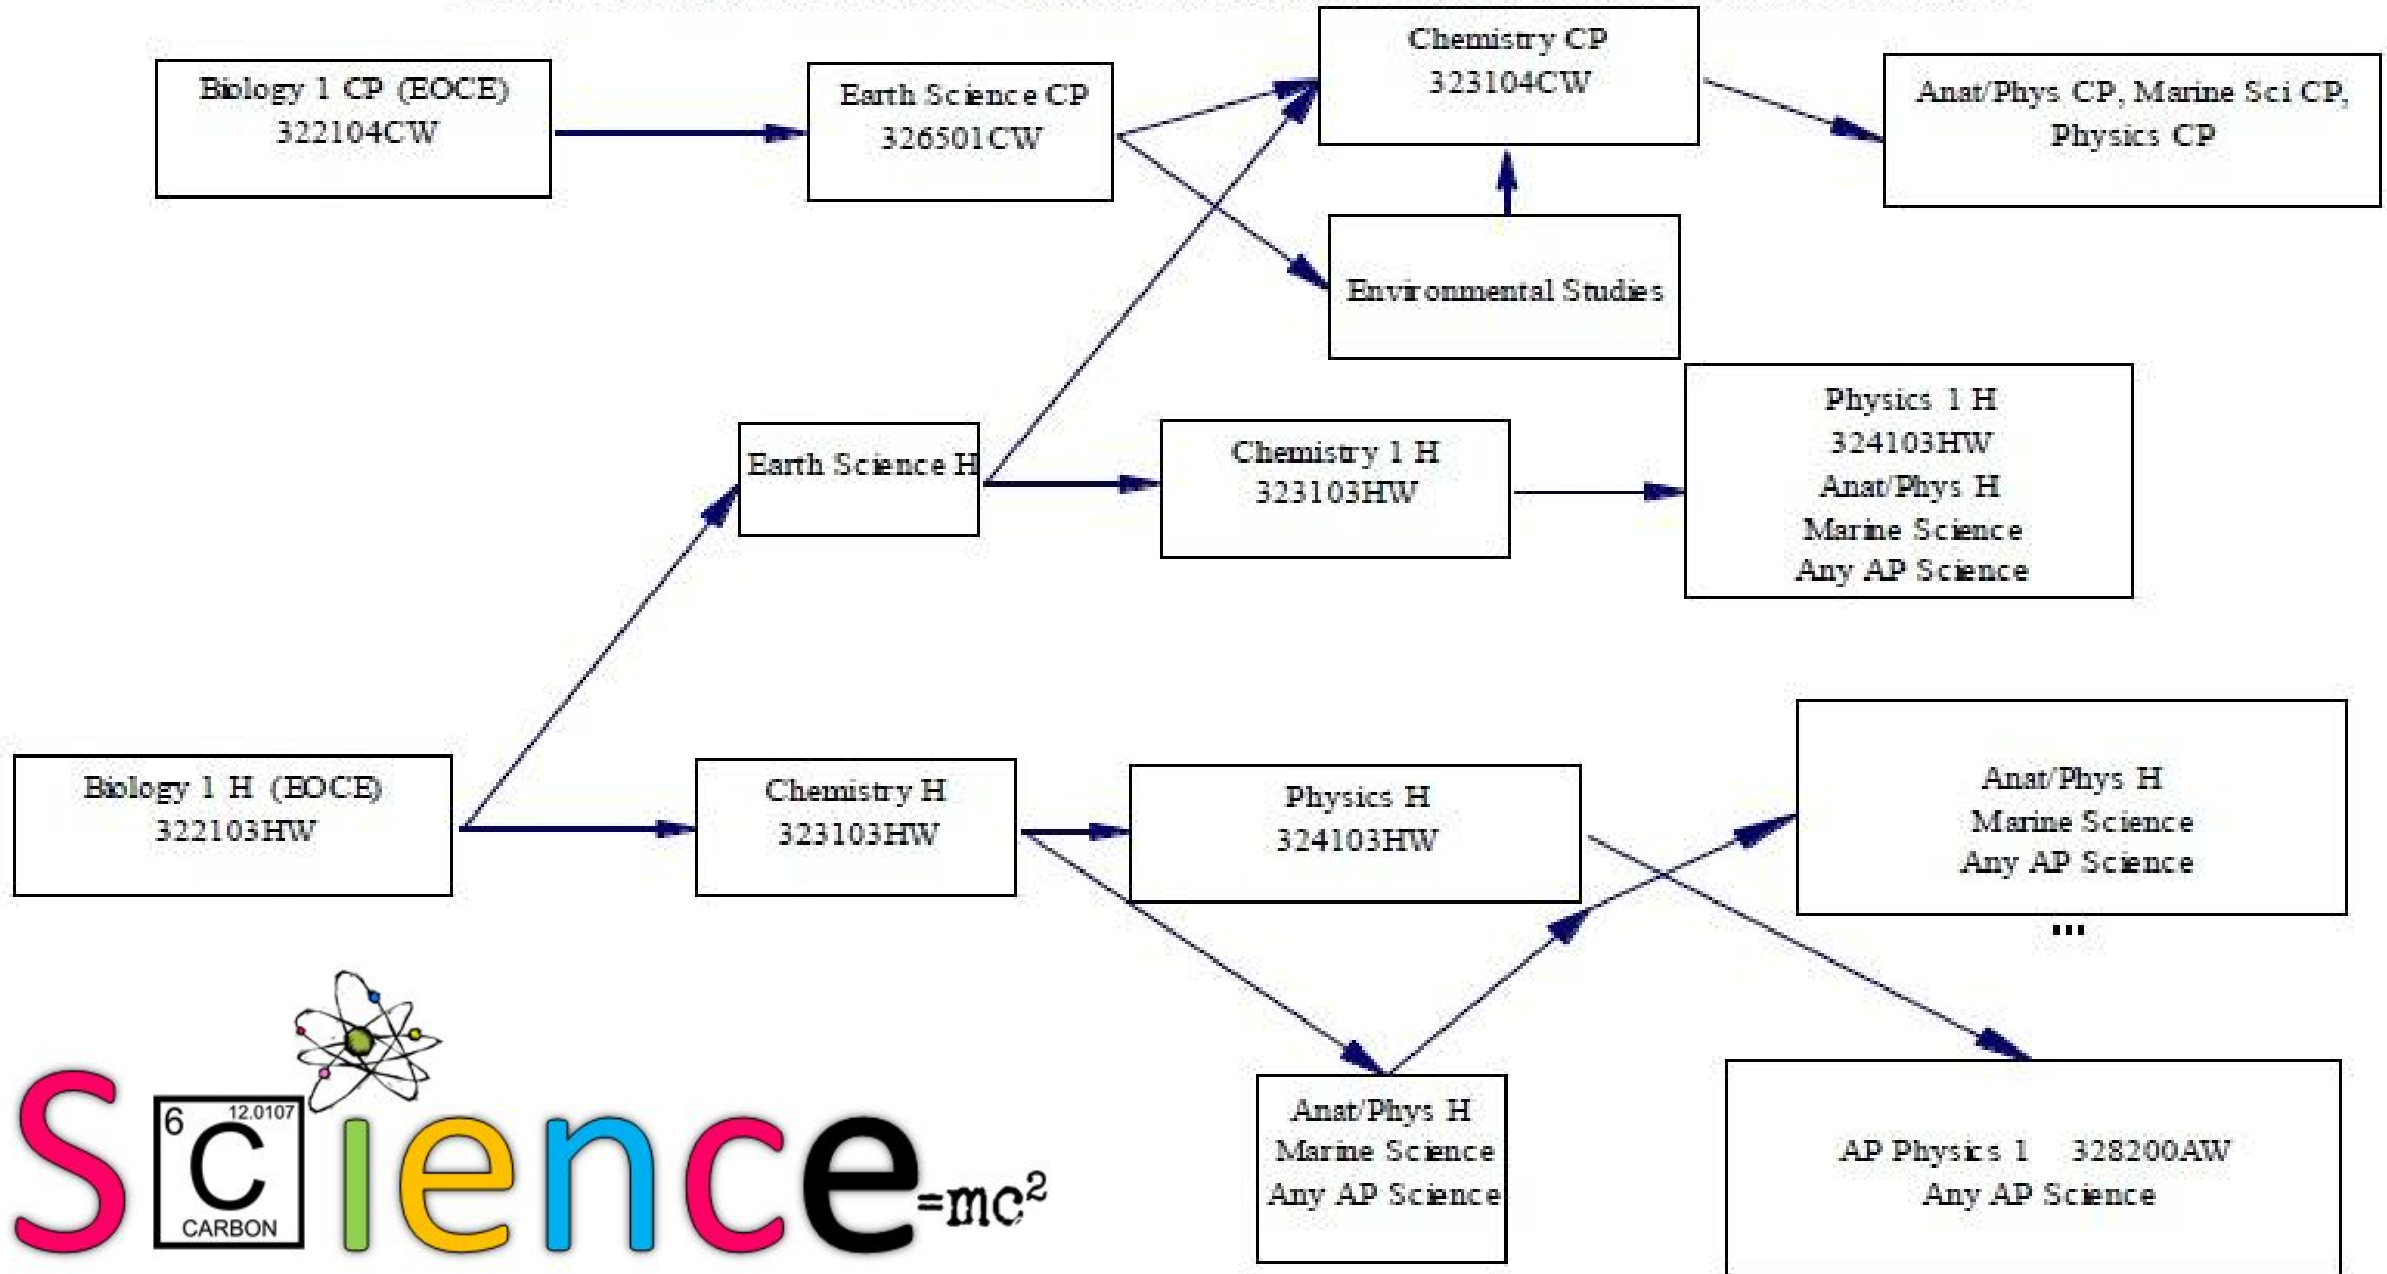 Biology 1 CP (EOCE)
322104CW
Earth Science CP
326501CW
Chemistry CP
323104CW
Anat/Phys CP, Marine Sci CP,
Physics CP
Environmental Studies
Earth Science H
Chemistry 1 H
323103HW
Physics 1 H
324103HW
Anat/Phys H
Marine Science
Any AP Science
Biology 1 H (EOCE)
322103HW
Chemistry H
323103HW
Physics H
324103HW
Anat/Phys H
Marine Science
Any AP Science
...
Anat/Phys H
Marine Science
Any AP Science
AP Physics 1 328200AW
Any AP Science
Science=mc²
6 12.0107
CARBON